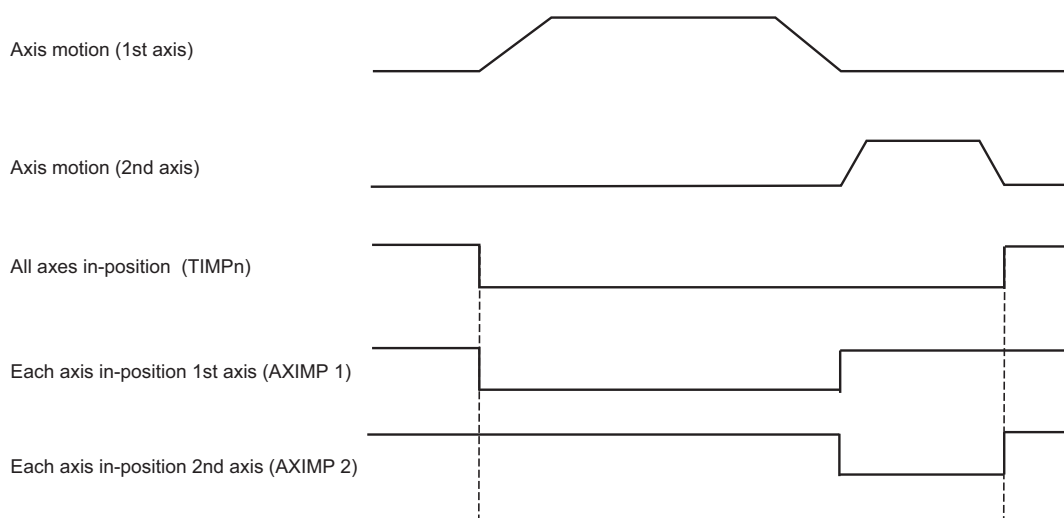 Axis motion (1st axis)
Axis motion (2nd axis)
All axes in-position (TIMPn)
Each axis in-position 1st axis (AXIMP 1)
Each axis in-position 2nd axis (AXIMP 2)